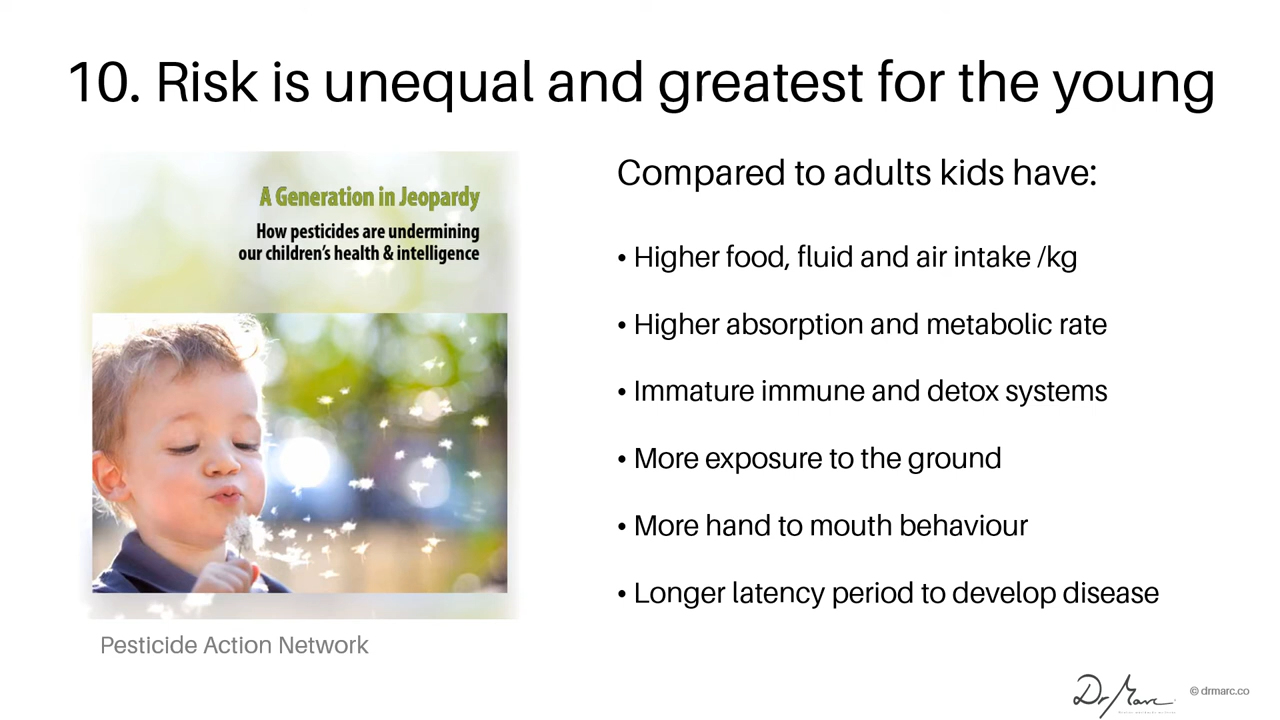 10. Risk is unequal and greatest for the young
A Generation in Jeopardy
How pesticides are undermining
our children's health & intelligence
Pesticide Action Network
Compared to adults kids have:
• Higher food, fluid and air intake /kg
• Higher absorption and metabolic rate
• Immature immune and detox systems
• More exposure to the ground
• More hand to mouth behaviour
• Longer latency period to develop disease
Dr Marc
© drmarc.co